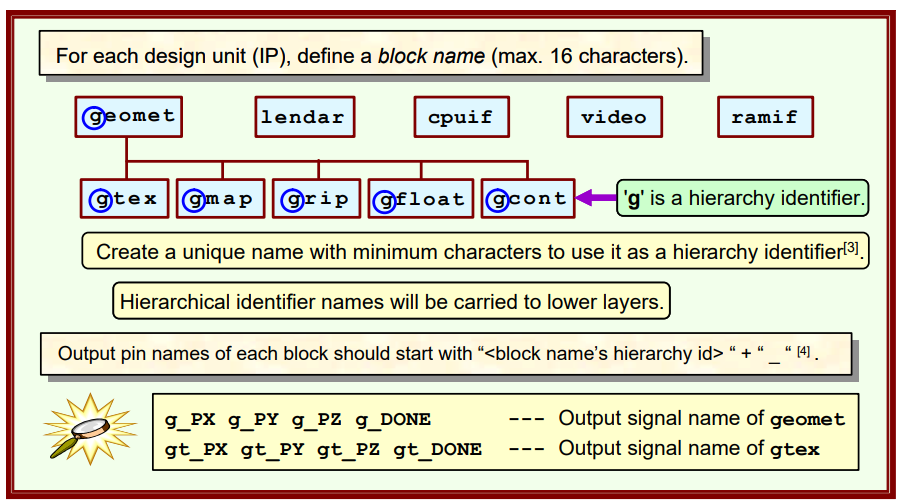 For each design unit (IP), define a block name (max. 16 characters).
geomet lendar cpuif video ramif
gtex gmap grip gfloat gcont 'g' is a hierarchy identifier.
Create a unique name with minimum characters to use it as a hierarchy identifier[3].
Hierarchical identifier names will be carried to lower layers.
Output pin names of each block should start with “<block name’s hierarchy id> “ + “ _ “ [4] .
g_PX g_PY g_PZ g_DONE --- Output signal name of geomet
gt_PX gt_PY gt_PZ gt_DONE --- Output signal name of gtex